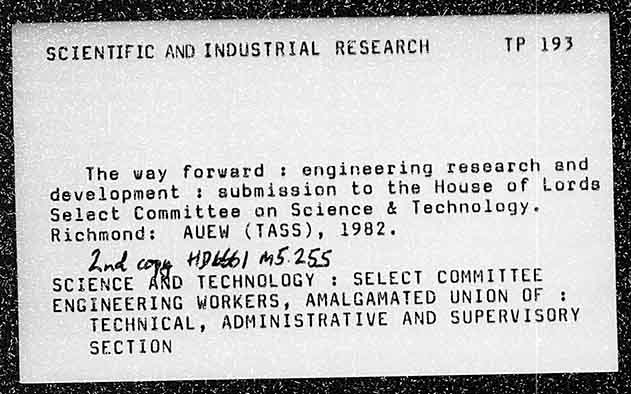 SCIENTIFIC AND INDUSTRIAL RESEARCH TP 193
The way forward : engineering research and
development : submission to the House of Lords
Select Committee on Science & Technology.
Richmond: AUEW (TASS), 1982.
2nd copy HD6661 M5.255
SCIENCE AND TECHNOLOGY : SELECT COMMITTEE
ENGINEERING WORKERS, AMALGAMATED UNION OF :
TECHNICAL, ADMINISTRATIVE AND SUPERVISORY
SECTION